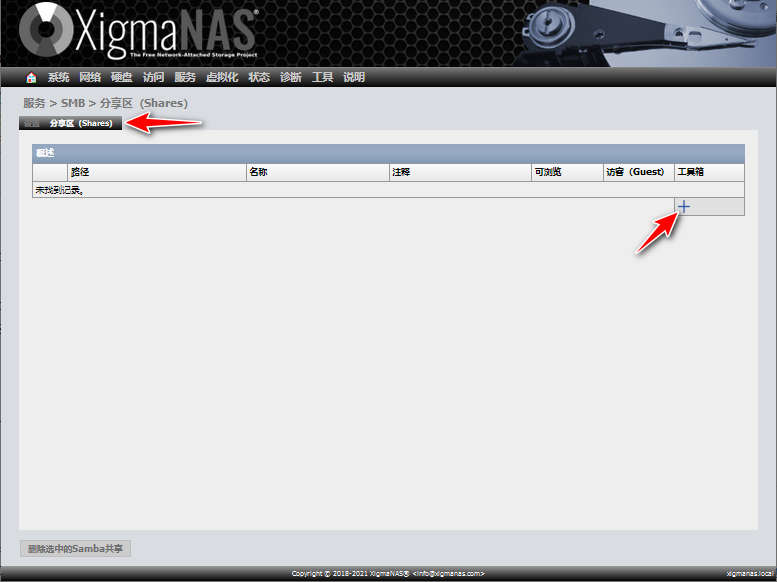 XigmaNAS®
The Free Network-Attached Storage Project
系统 网络 硬盘 访问 服务 虚拟化 状态 诊断 工具 说明
服务 > SMB > 分享区 (Shares)
设置 分享区 (Shares)
概述
路径 名称 注释 可浏览 访客 (Guest) 工具箱
未找到记录。
删除选中的Samba共享
Copyright © 2018-2021 XigmaNAS® <info@xigmanas.com> xigmanas.local